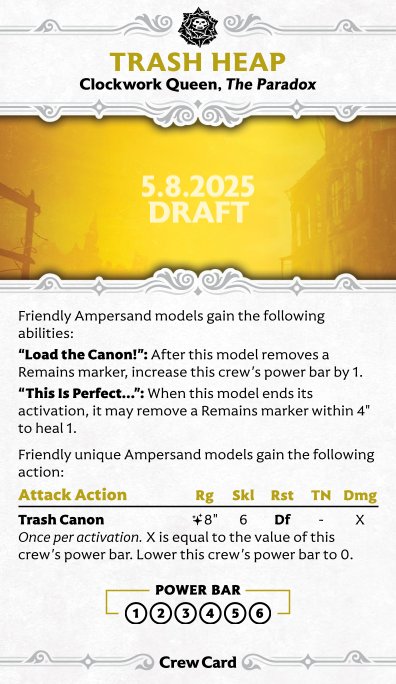 TRASH HEAP
Clockwork Queen, The Paradox
5.8.2025
DRAFT
Friendly Ampersand models gain the following
abilities:
“Load the Canon!”: After this model removes a
Remains marker, increase this crew’s power bar by 1.
“This Is Perfect...”: When this model ends its
activation, it may remove a Remains marker within 4"
to heal 1.
Friendly unique Ampersand models gain the following
action:
Attack Action Rg Skl Rst TN Dmg
Trash Canon 8" 6 Df - X
Once per activation. X is equal to the value of this
crew’s power bar. Lower this crew’s power bar to 0.
POWER BAR
1 2 3 4 5 6
Crew Card